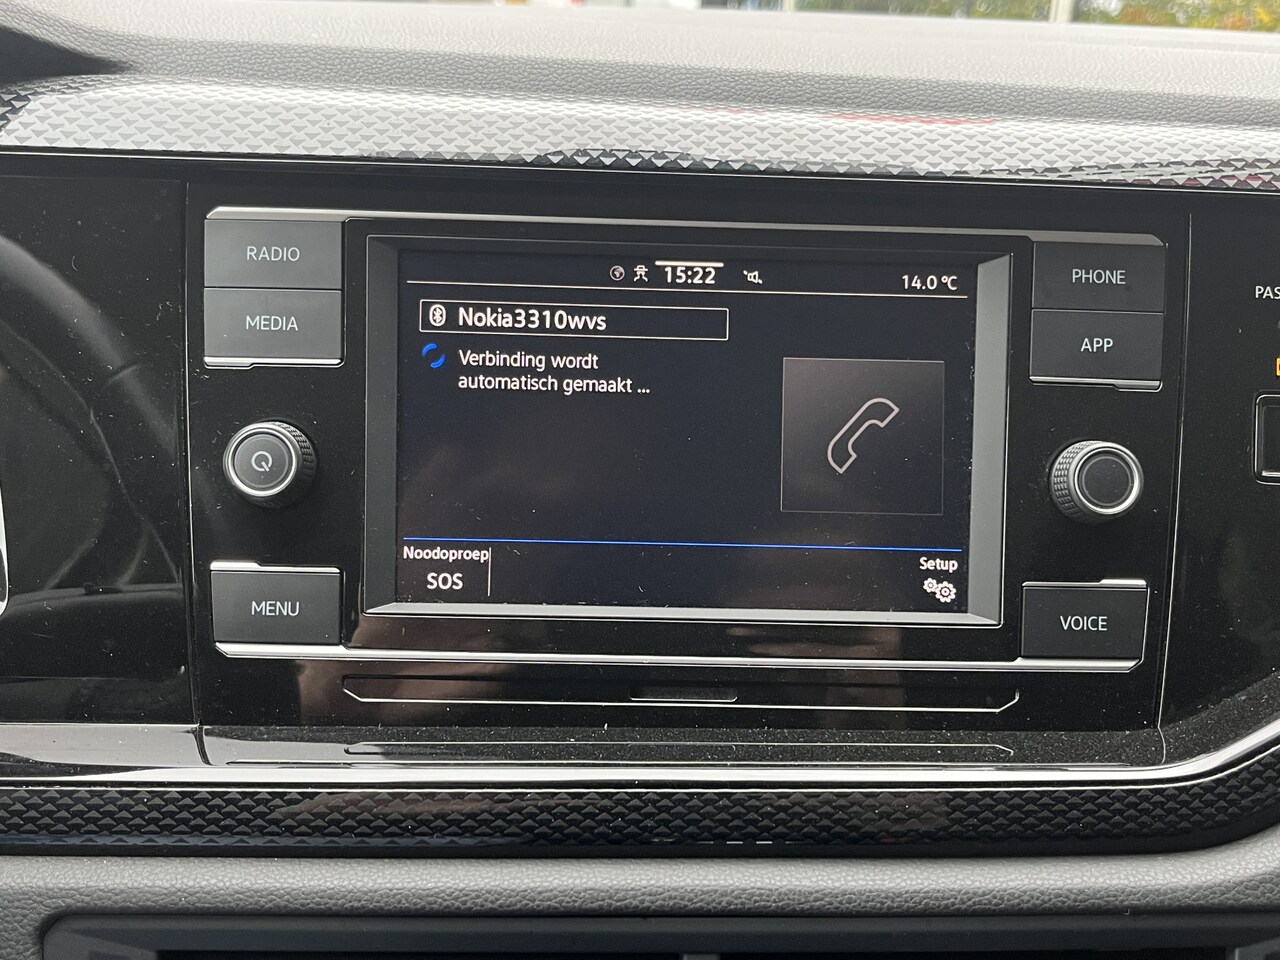 RADIO
MEDIA
MENU
15:22
14.0 °C
Nokia3310wvs
Verbinding wordt
automatisch gemaakt ...
Noodoproep
SOS
Setup
PHONE
APP
VOICE
PAS